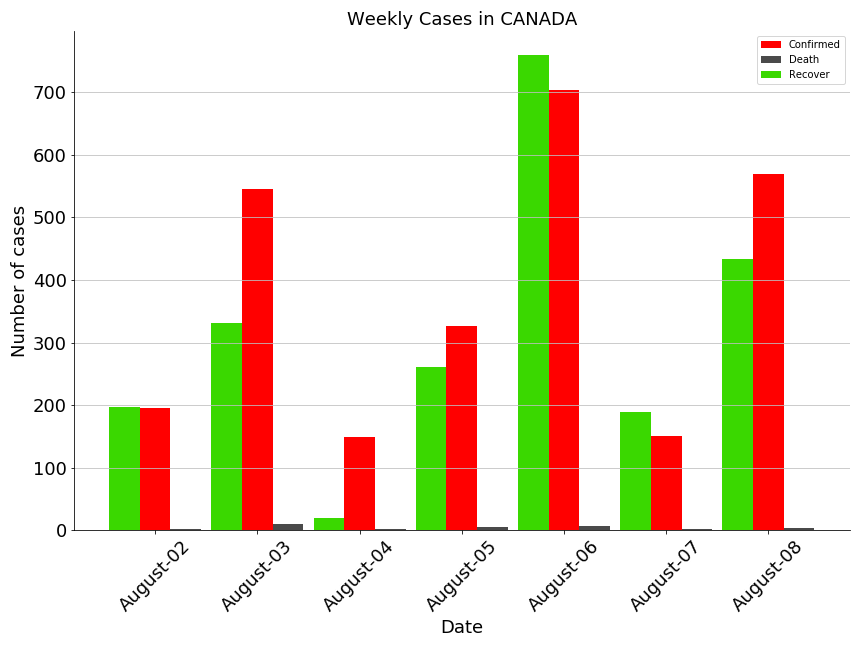 Weekly Cases in CANADA
Confirmed
Death
Recover
Number of cases
700
600
500
400
300
200
100
0
August-02
August-03
August-04
August-05
August-06
August-07
August-08
Date